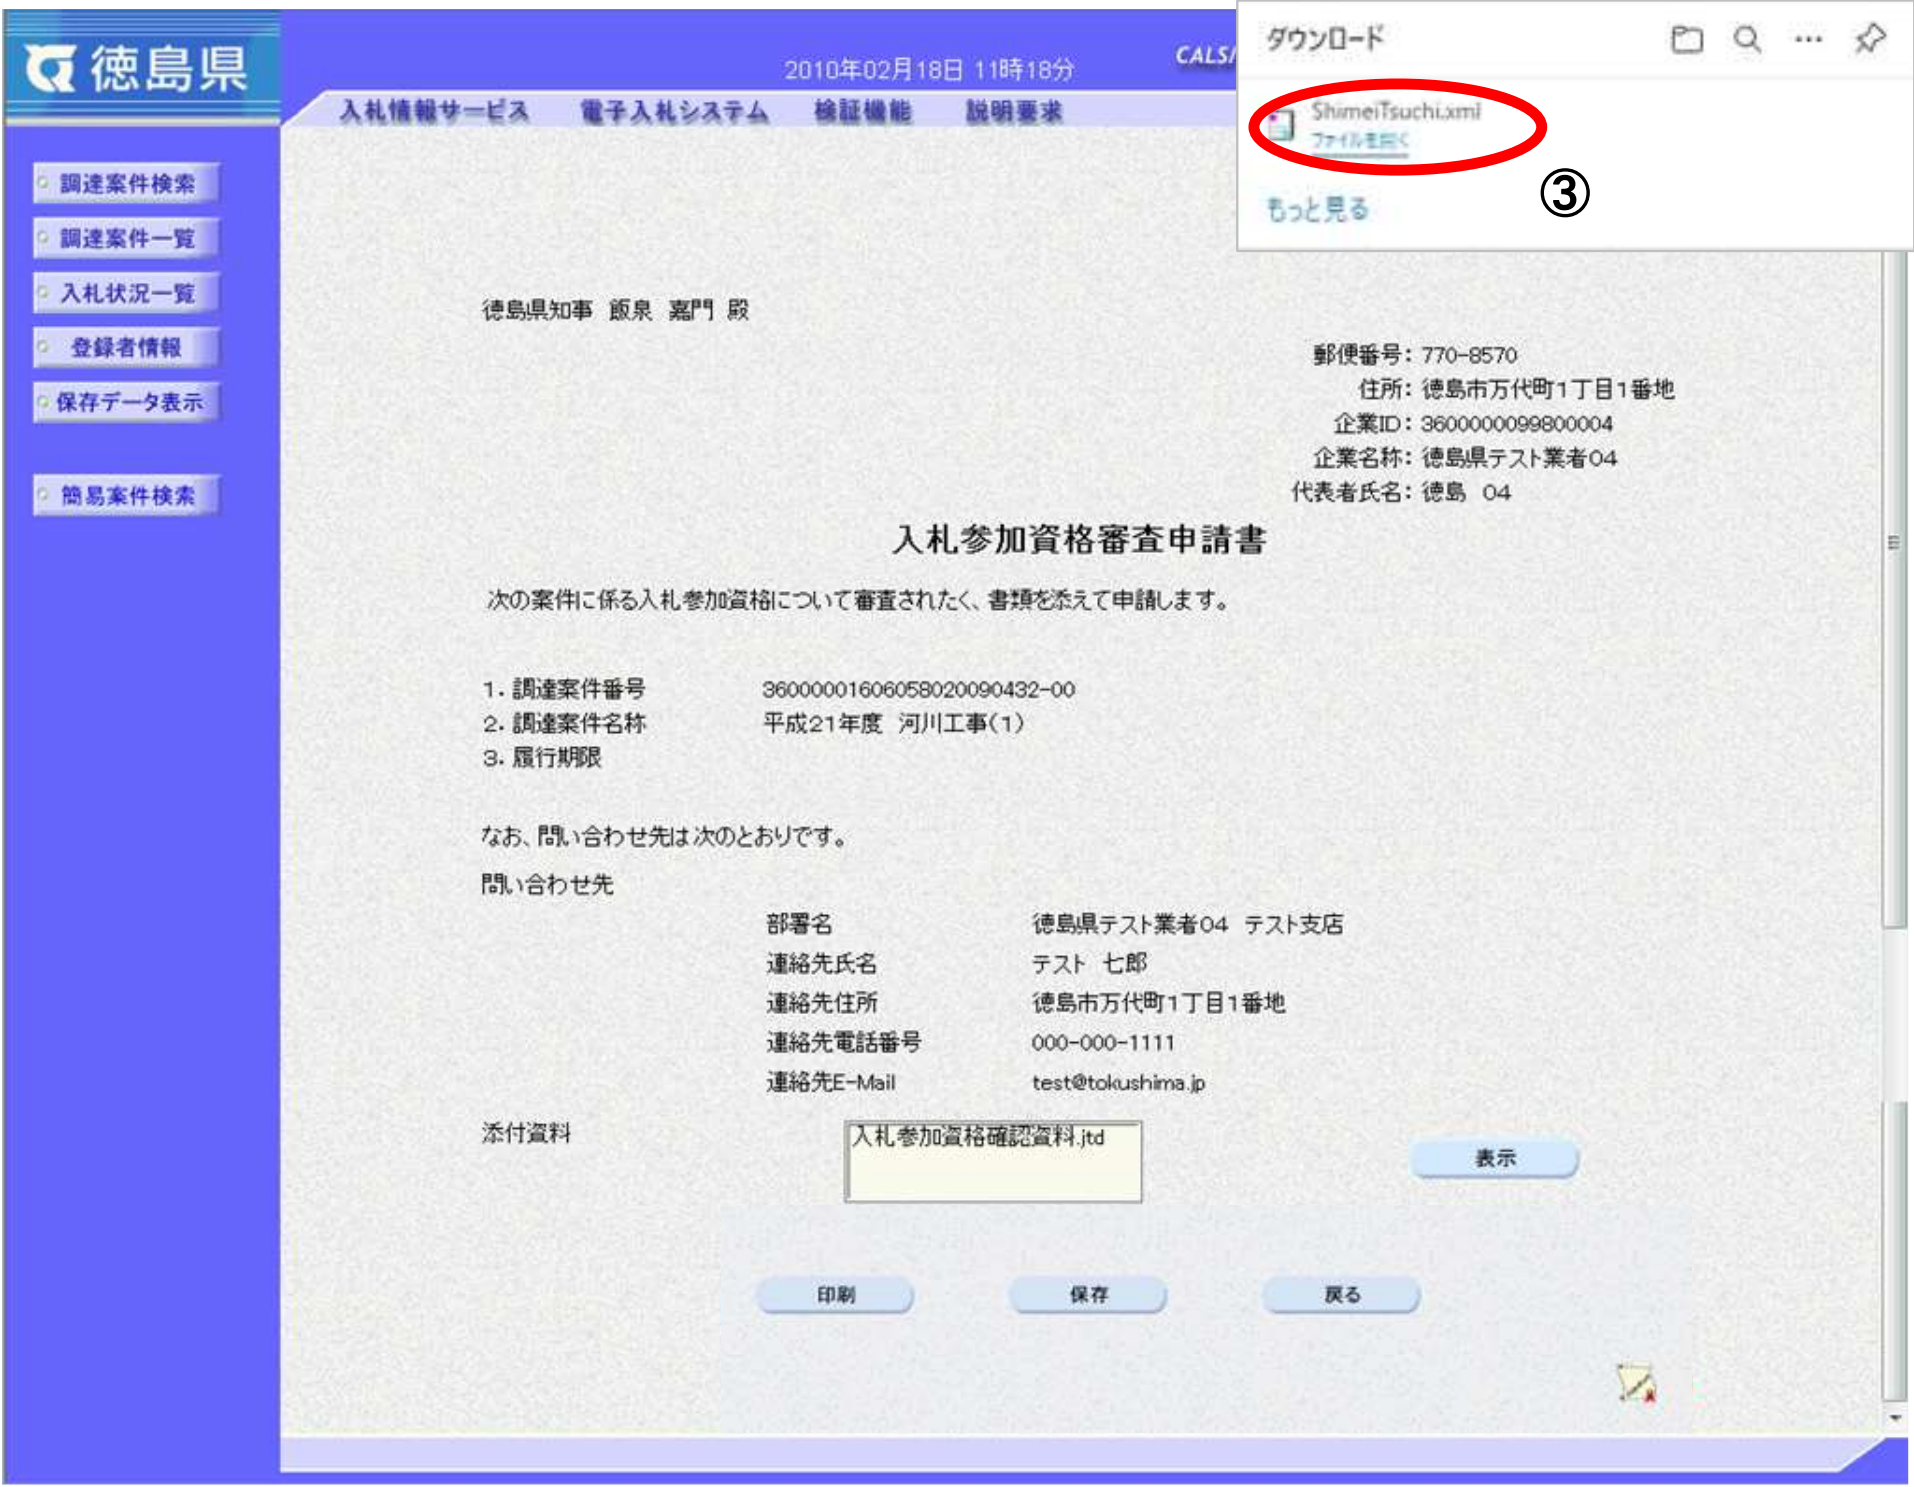 徳島県
2010年02月18日 11時18分
CALS/
入札情報サービス 電子入札システム 検証機能 説明要求
ダウンロード
ShimeiTsuchi.xml
ファイルを開く
③
もっと見る
調達案件検索
調達案件一覧
入札状況一覧
登録者情報
保存データ表示
簡易案件検索
徳島県知事 飯泉 嘉門 殿
郵便番号：770-8570
住所：徳島市万代町1丁目1番地
企業ID：3600000099800004
企業名称：徳島県テスト業者04
代表者氏名：徳島 04
入札参加資格審査申請書
次の案件に係る入札参加資格について審査されたく、書類を添えて申請します。
1．調達案件番号 36000001606058020090432-00
2．調達案件名称 平成21年度 河川工事(1)
3．履行期限
なお、問い合わせ先は次のとおりです。
問い合わせ先
部署名 徳島県テスト業者04 テスト支店
連絡先氏名 テスト 七郎
連絡先住所 徳島市万代町1丁目1番地
連絡先電話番号 000-000-1111
連絡先E-Mail test@tokushima.jp
添付資料 入札参加資格確認資料.jtd 表示
印刷 保存 戻る